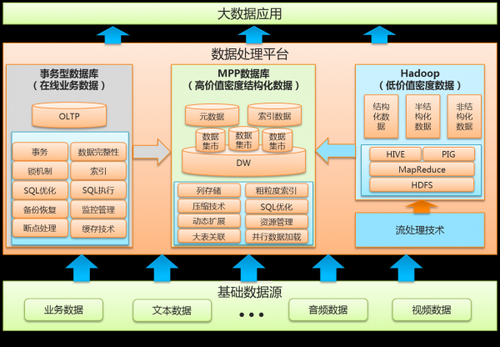 大数据应用
数据处理平台
事务型数据库
（在线业务数据）
OLTP
事务
数据完整性
锁机制
索引
SQL优化
SQL执行
备份恢复
监控管理
断点处理
缓存技术
MPP数据库
（高价值密度结构化数据）
元数据
索引数据
数据
集市
数据
集市
数据
集市
DW
列存储
粗粒度索引
压缩技术
SQL优化
动态扩展
资源管理
大表关联
并行数据加载
Hadoop
（低价值密度数据）
结构
化数
据
半结
构化
数据
非结
构化
数据
HIVE
PIG
MapReduce
HDFS
流处理技术
基础数据源
业务数据
文本数据
•••
音频数据
视频数据